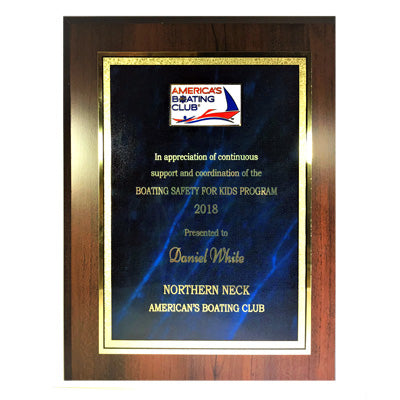 AMERICA'S
BOATING
CLUB®
In appreciation of continuous
support and coordination of the
BOATING SAFETY FOR KIDS PROGRAM
2018
Presented to
Daniel White
NORTHERN NECK
AMERICAN'S BOATING CLUB